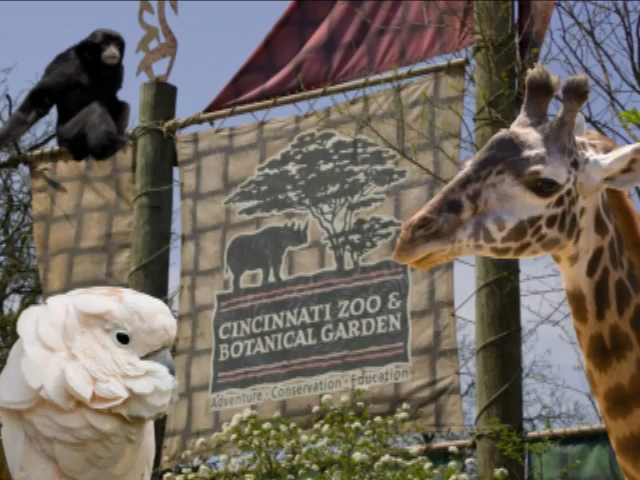 CINCINNATI ZOO &
BOTANICAL GARDEN
Adventure · Conservation · Education